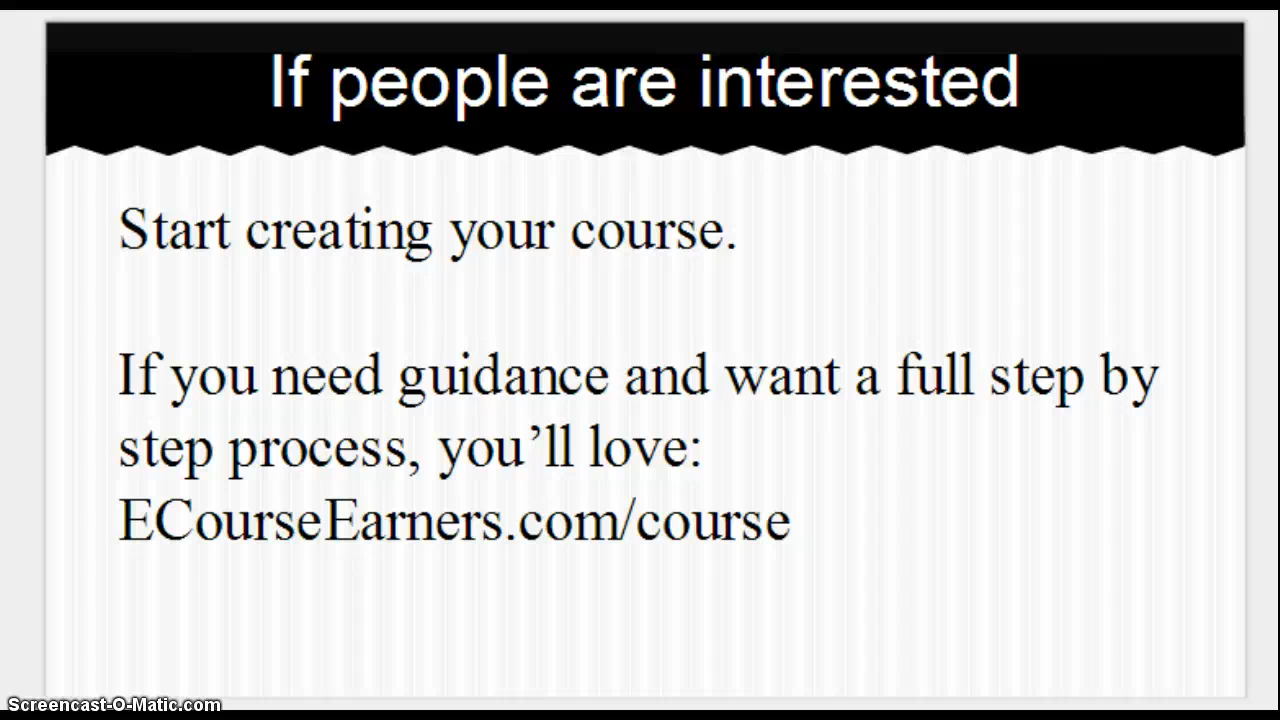 If people are interested
Start creating your course.
If you need guidance and want a full step by
step process, you’ll love:
ECourseEarners.com/course
Screencast-O-Matic.com